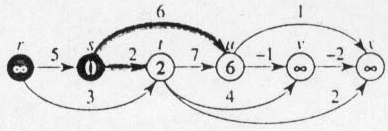 6 1
r s t u v v
∞ 5 0 2 2 7 6 -1 ∞ -2 ∞
3 4 2